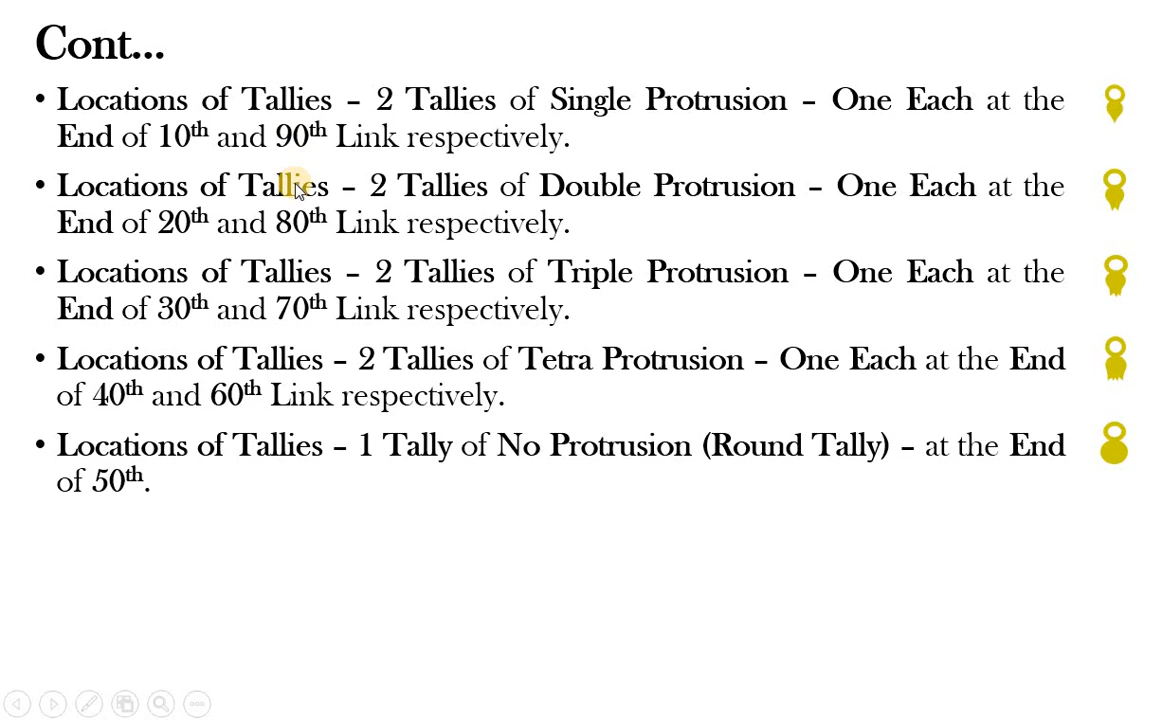 Cont...
• Locations of Tallies – 2 Tallies of Single Protrusion – One Each at the
End of 10th and 90th Link respectively.
• Locations of Tallies – 2 Tallies of Double Protrusion – One Each at the
End of 20th and 80th Link respectively.
• Locations of Tallies – 2 Tallies of Triple Protrusion – One Each at the
End of 30th and 70th Link respectively.
• Locations of Tallies – 2 Tallies of Tetra Protrusion – One Each at the End
of 40th and 60th Link respectively.
• Locations of Tallies – 1 Tally of No Protrusion (Round Tally) – at the End
of 50th.